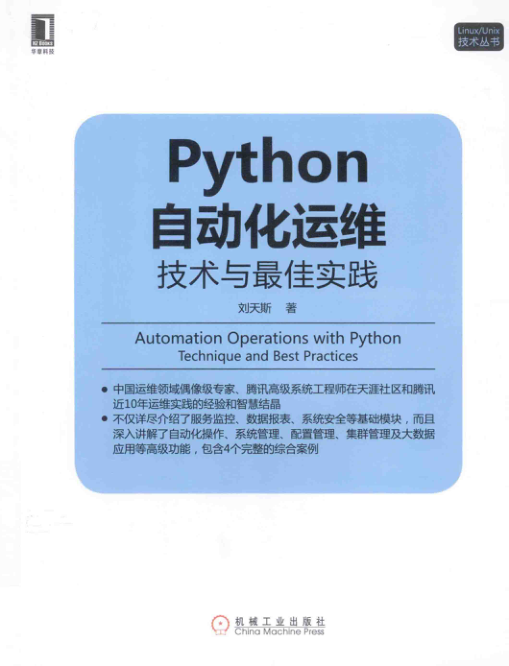 HZ BOOKS
华章科技
Linux/Unix
技术丛书
Python
自动化运维
技术与最佳实践
刘天斯 著
Automation Operations with Python
Technique and Best Practices
● 中国运维领域偶像级专家、腾讯高级系统工程师在天涯社区和腾讯
近10年运维实践的经验和智慧结晶
● 不仅详尽介绍了服务监控、数据报表、系统安全等基础模块，而且
深入讲解了自动化操作、系统管理、配置管理、集群管理及大数据
应用等高级功能，包含4个完整的综合案例
机械工业出版社
China Machine Press